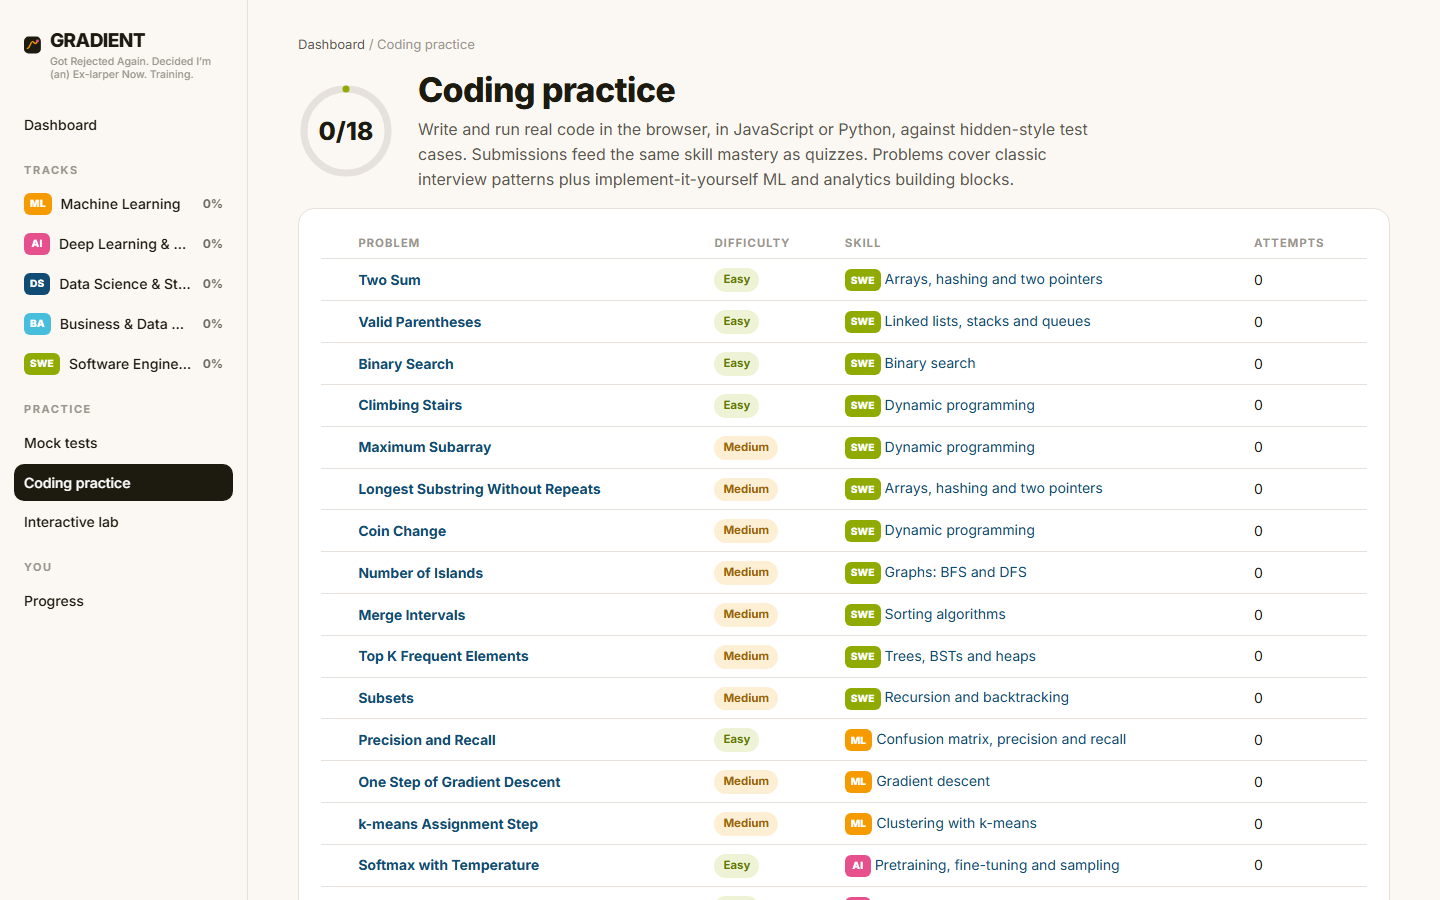 GRADIENT
Got Rejected Again. Decided I'm
(an) Ex-larper Now. Training.
Dashboard
TRACKS
ML Machine Learning 0%
AI Deep Learning & ... 0%
DS Data Science & St... 0%
BA Business & Data ... 0%
SWE Software Engine... 0%
PRACTICE
Mock tests
Coding practice
Interactive lab
YOU
Progress
Dashboard / Coding practice
0/18
Coding practice
Write and run real code in the browser, in JavaScript or Python, against hidden-style test
cases. Submissions feed the same skill mastery as quizzes. Problems cover classic
interview patterns plus implement-it-yourself ML and analytics building blocks.
PROBLEM DIFFICULTY SKILL ATTEMPTS
Two Sum Easy SWE Arrays, hashing and two pointers 0
Valid Parentheses Easy SWE Linked lists, stacks and queues 0
Binary Search Easy SWE Binary search 0
Climbing Stairs Easy SWE Dynamic programming 0
Maximum Subarray Medium SWE Dynamic programming 0
Longest Substring Without Repeats Medium SWE Arrays, hashing and two pointers 0
Coin Change Medium SWE Dynamic programming 0
Number of Islands Medium SWE Graphs: BFS and DFS 0
Merge Intervals Medium SWE Sorting algorithms 0
Top K Frequent Elements Medium SWE Trees, BSTs and heaps 0
Subsets Medium SWE Recursion and backtracking 0
Precision and Recall Easy ML Confusion matrix, precision and recall 0
One Step of Gradient Descent Medium ML Gradient descent 0
k-means Assignment Step Medium ML Clustering with k-means 0
Softmax with Temperature Easy AI Pretraining, fine-tuning and sampling 0